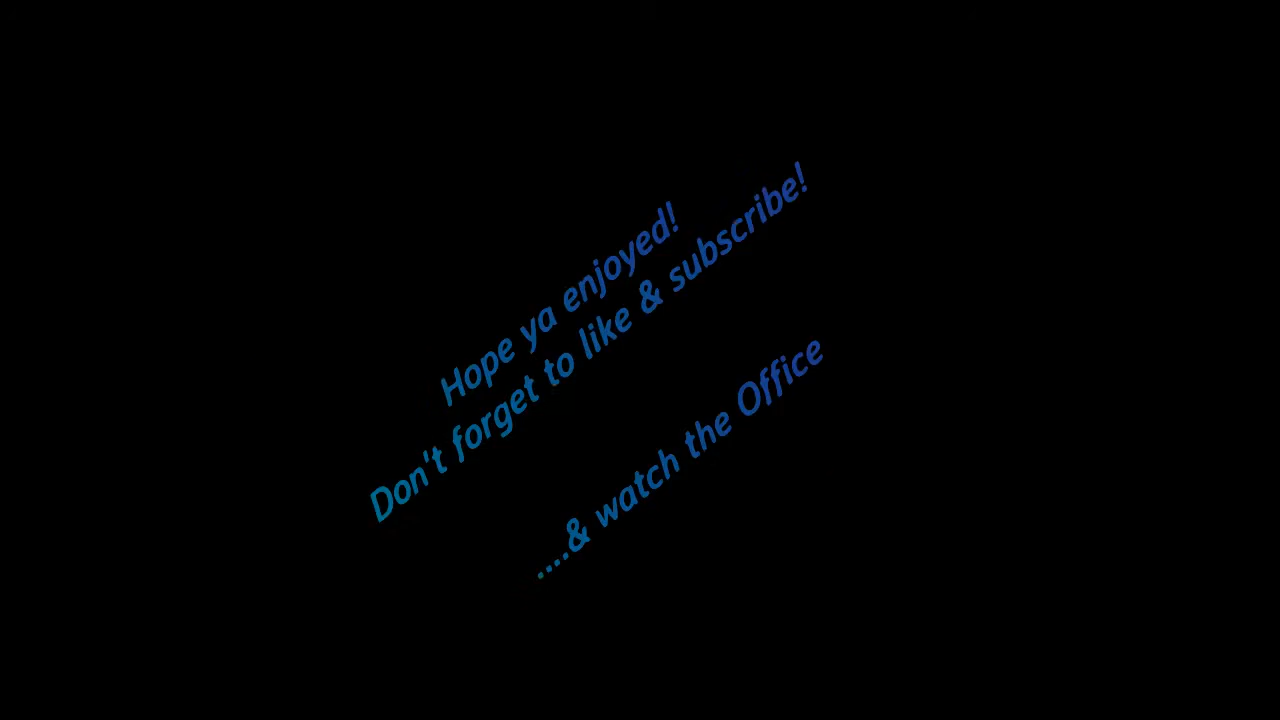 Hope ya enjoyed!
Don't forget to like & subscribe!
....& watch the Office